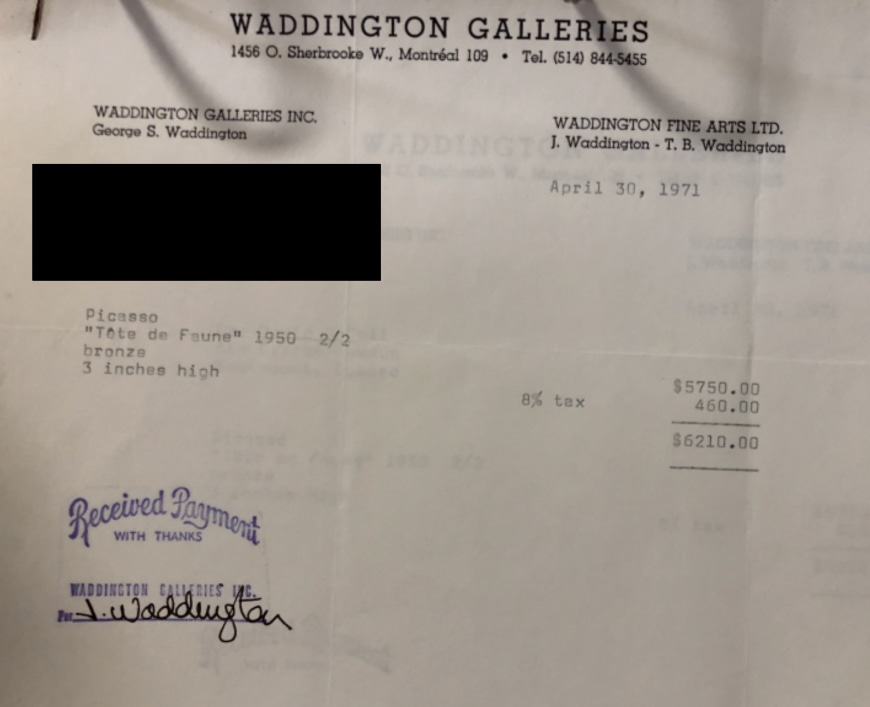 WADDINGTON GALLERIES
1456 O. Sherbrooke W., Montréal 109 • Tel. (514) 844-5455
WADDINGTON GALLERIES INC.
George S. Waddington
WADDINGTON FINE ARTS LTD.
J. Waddington - T. B. Waddington
April 30, 1971
Picasso
"Tête de Faune" 1950 2/2
bronze
3 inches high
$5750.00
8% tax 460.00
$6210.00
Received Payment
WITH THANKS
WADDINGTON GALLERIES INC.
Per J. Waddington